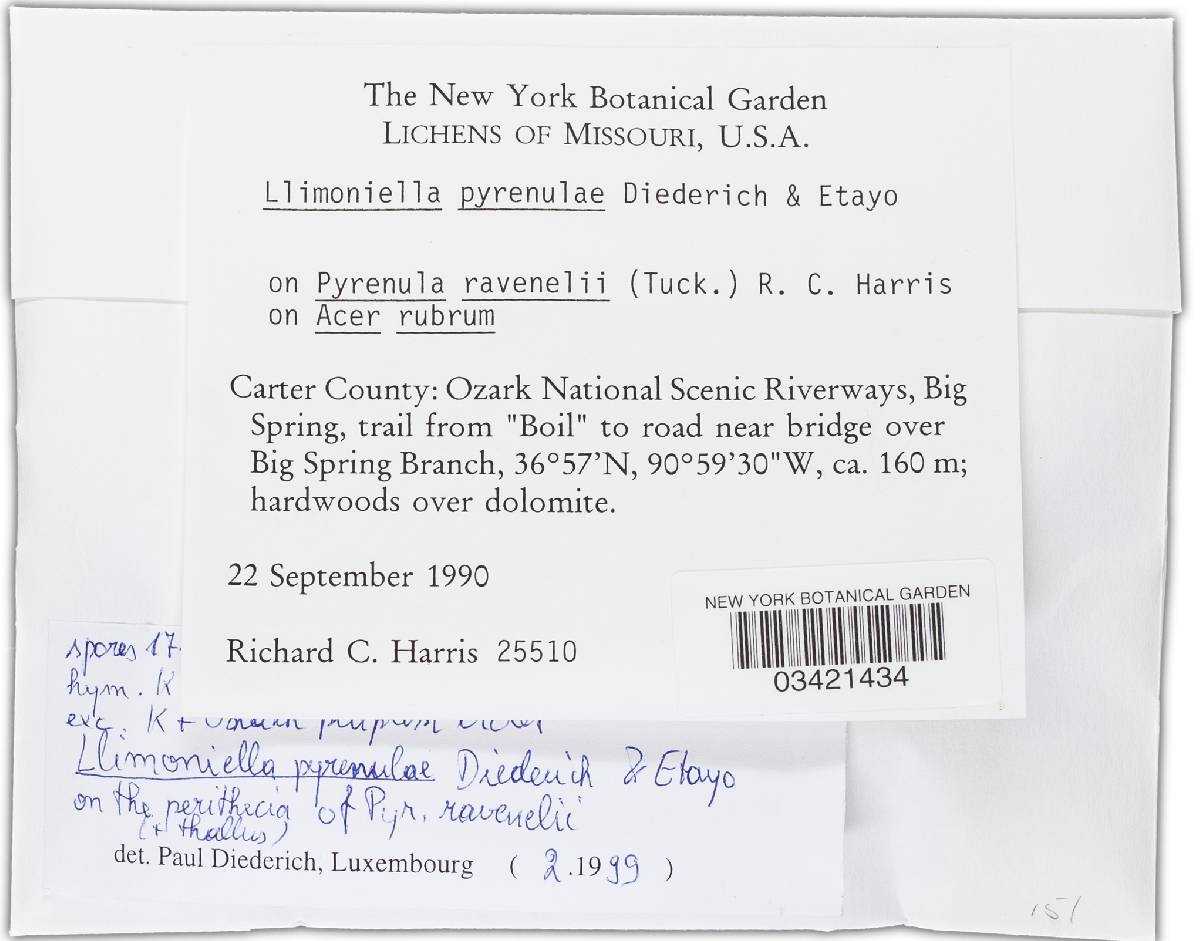 The New York Botanical Garden
LICHENS OF MISSOURI, U.S.A.
Llimoniella pyrenulae Diederich & Etayo
on Pyrenula ravenelii (Tuck.) R. C. Harris
on Acer rubrum
Carter County: Ozark National Scenic Riverways, Big
Spring, trail from "Boil" to road near bridge over
Big Spring Branch, 36°57'N, 90°59'30"W, ca. 160 m;
hardwoods over dolomite.
22 September 1990
Richard C. Harris 25510
NEW YORK BOTANICAL GARDEN
03421434
spores 17
hym. K
exc. K +
Llimoniella pyrenulae Diederich & Etayo
on the perithecia of Pyr. ravenelii
(+ thallus)
det. Paul Diederich, Luxembourg ( 2.1999 )
151